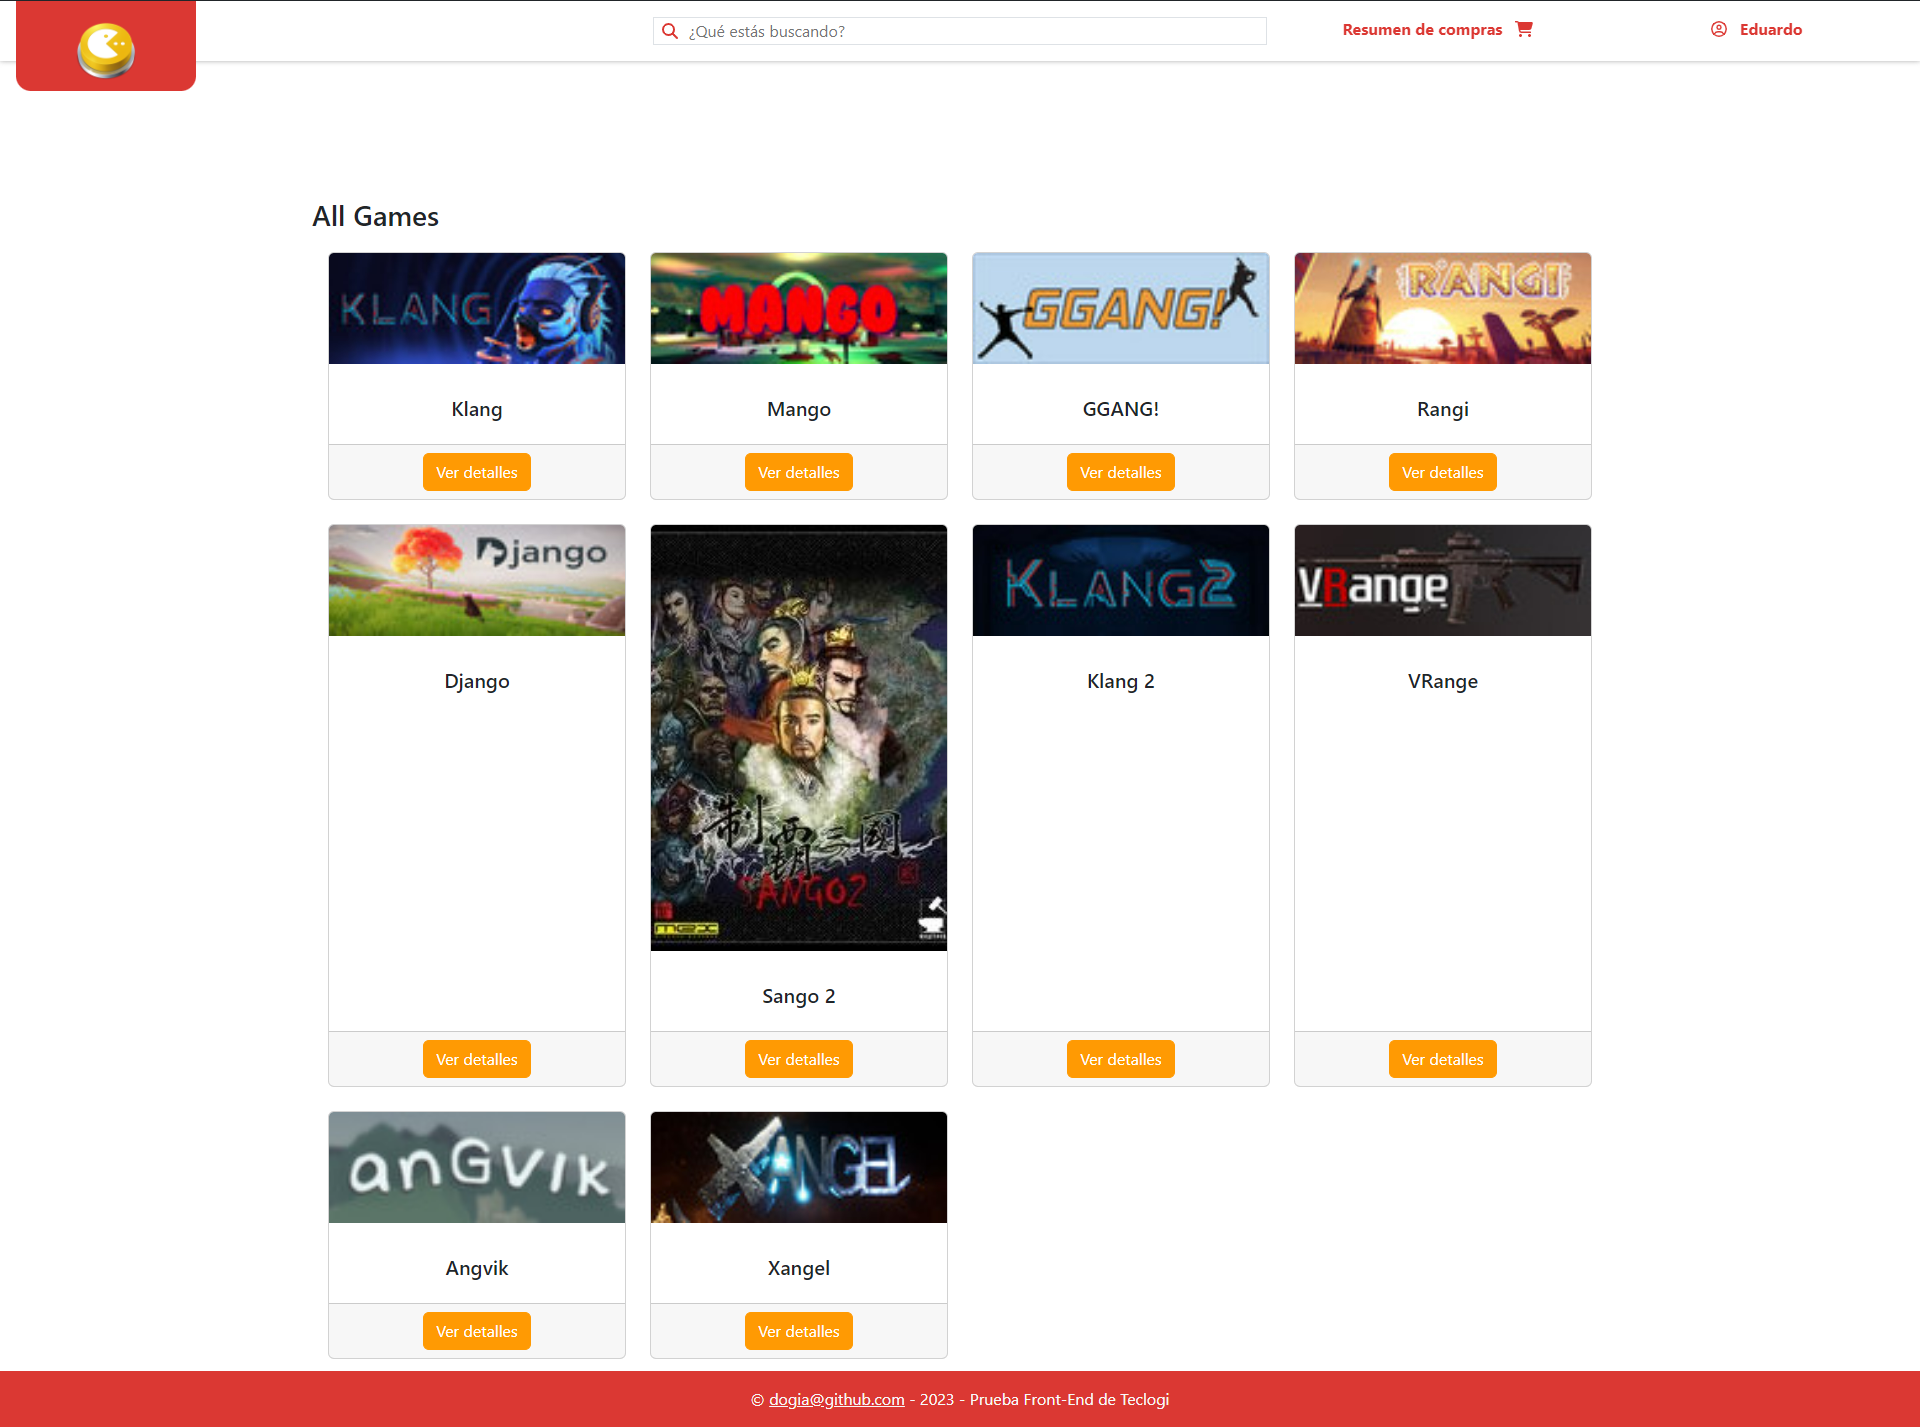 ¿Qué estás buscando?
Resumen de compras
Eduardo
All Games
KLANG
MANGO
GGANG!
RANGI
Klang
Mango
GGANG!
Rangi
Ver detalles
Ver detalles
Ver detalles
Ver detalles
Django
制霸三國
SANGO2
KLANG2
VRange
Django
Klang 2
VRange
Sango 2
Ver detalles
Ver detalles
Ver detalles
Ver detalles
anGVIK
XANGEL
Angvik
Xangel
Ver detalles
Ver detalles
© dogia@github.com - 2023 - Prueba Front-End de Teclogi